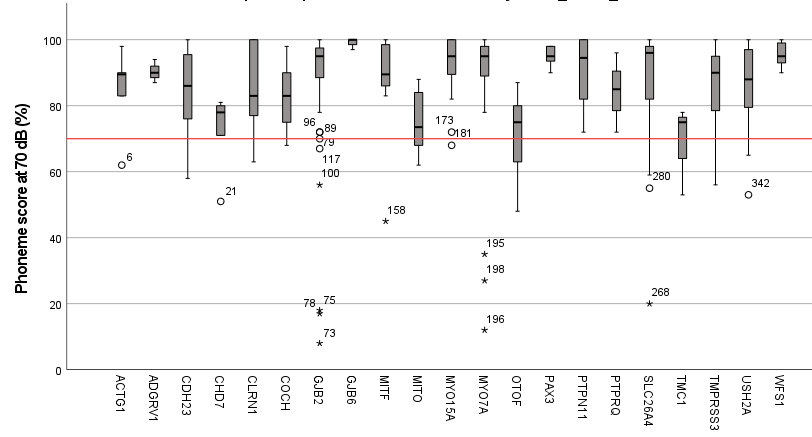 Phoneme score at 70 dB (%)
100
80
60
40
20
0
6
21
96
89
79
117
100
78
75
73
158
173
181
195
198
196
280
268
342
ACTG1
ADGRV1
CDH23
CHD7
CLRN1
COCH
GJB2
GJB6
MITF
MITO
MYO15A
MYO7A
OTOF
PAX3
PTPN11
PTPRQ
SLC26A4
TMC1
TMPRSS3
USH2A
WFS1